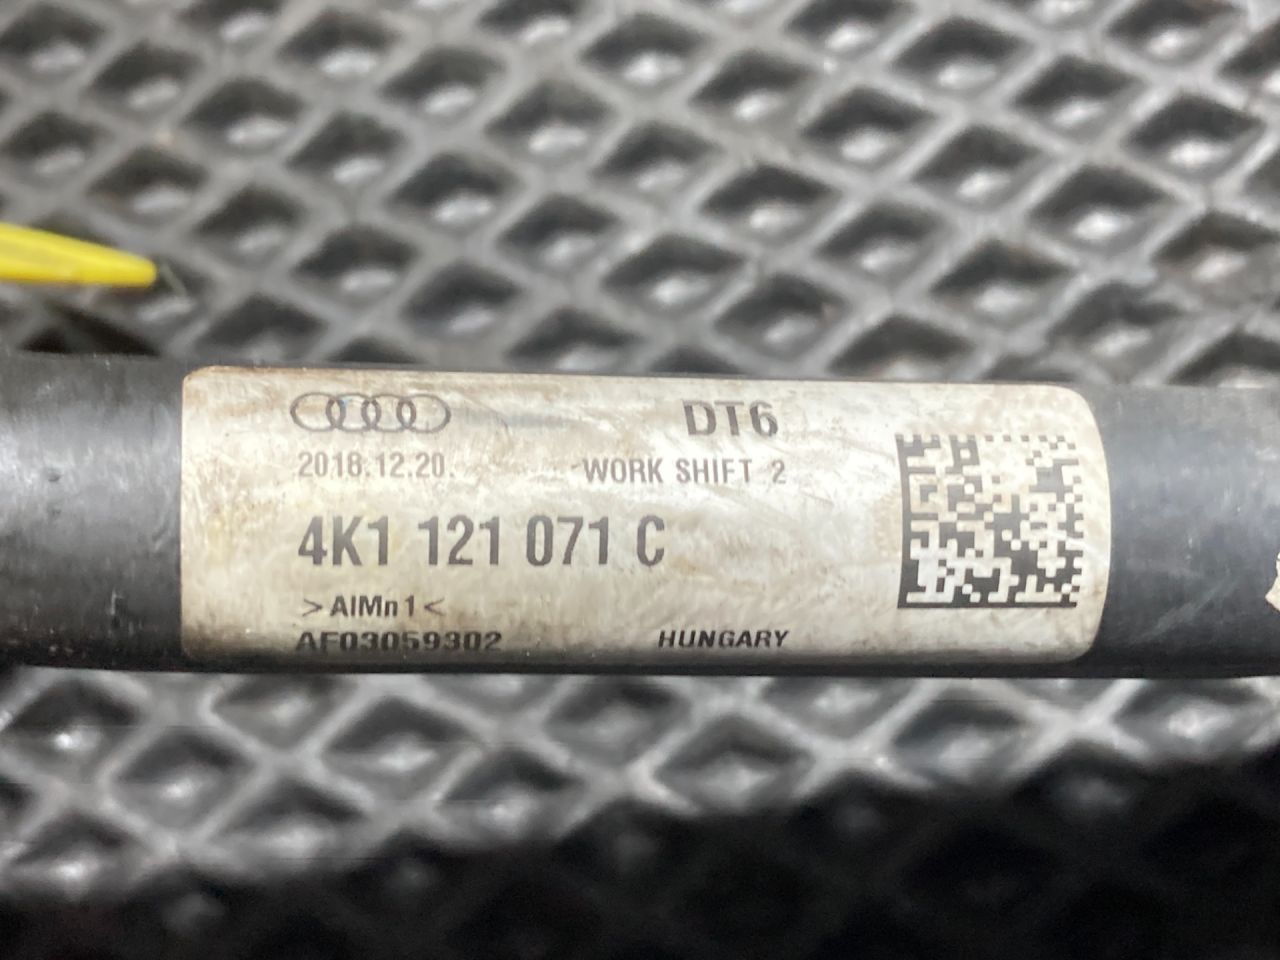 DT6
2018.12.20. WORK SHIFT 2
4K1 121 071 C
>AlMn1<
AF03059302 HUNGARY